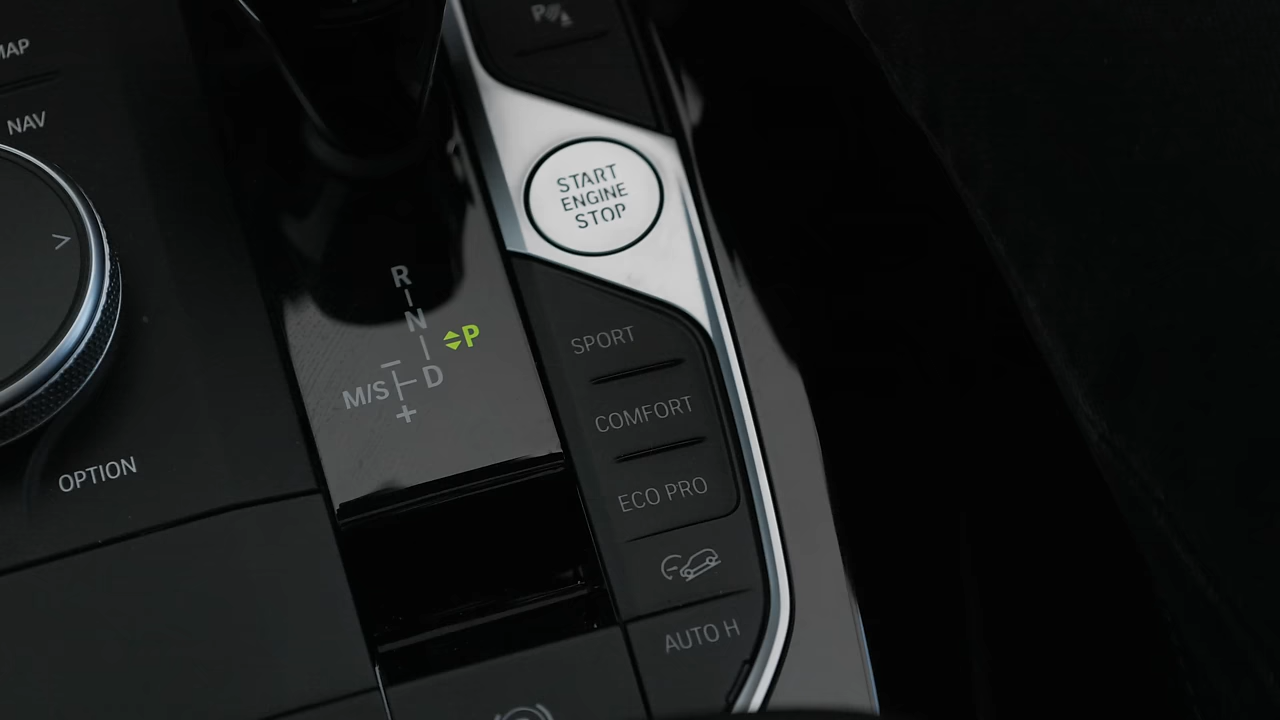 MAP
NAV
OPTION
P
START
ENGINE
STOP
R
N
P
D
M/S
+
SPORT
COMFORT
ECO PRO
AUTO H